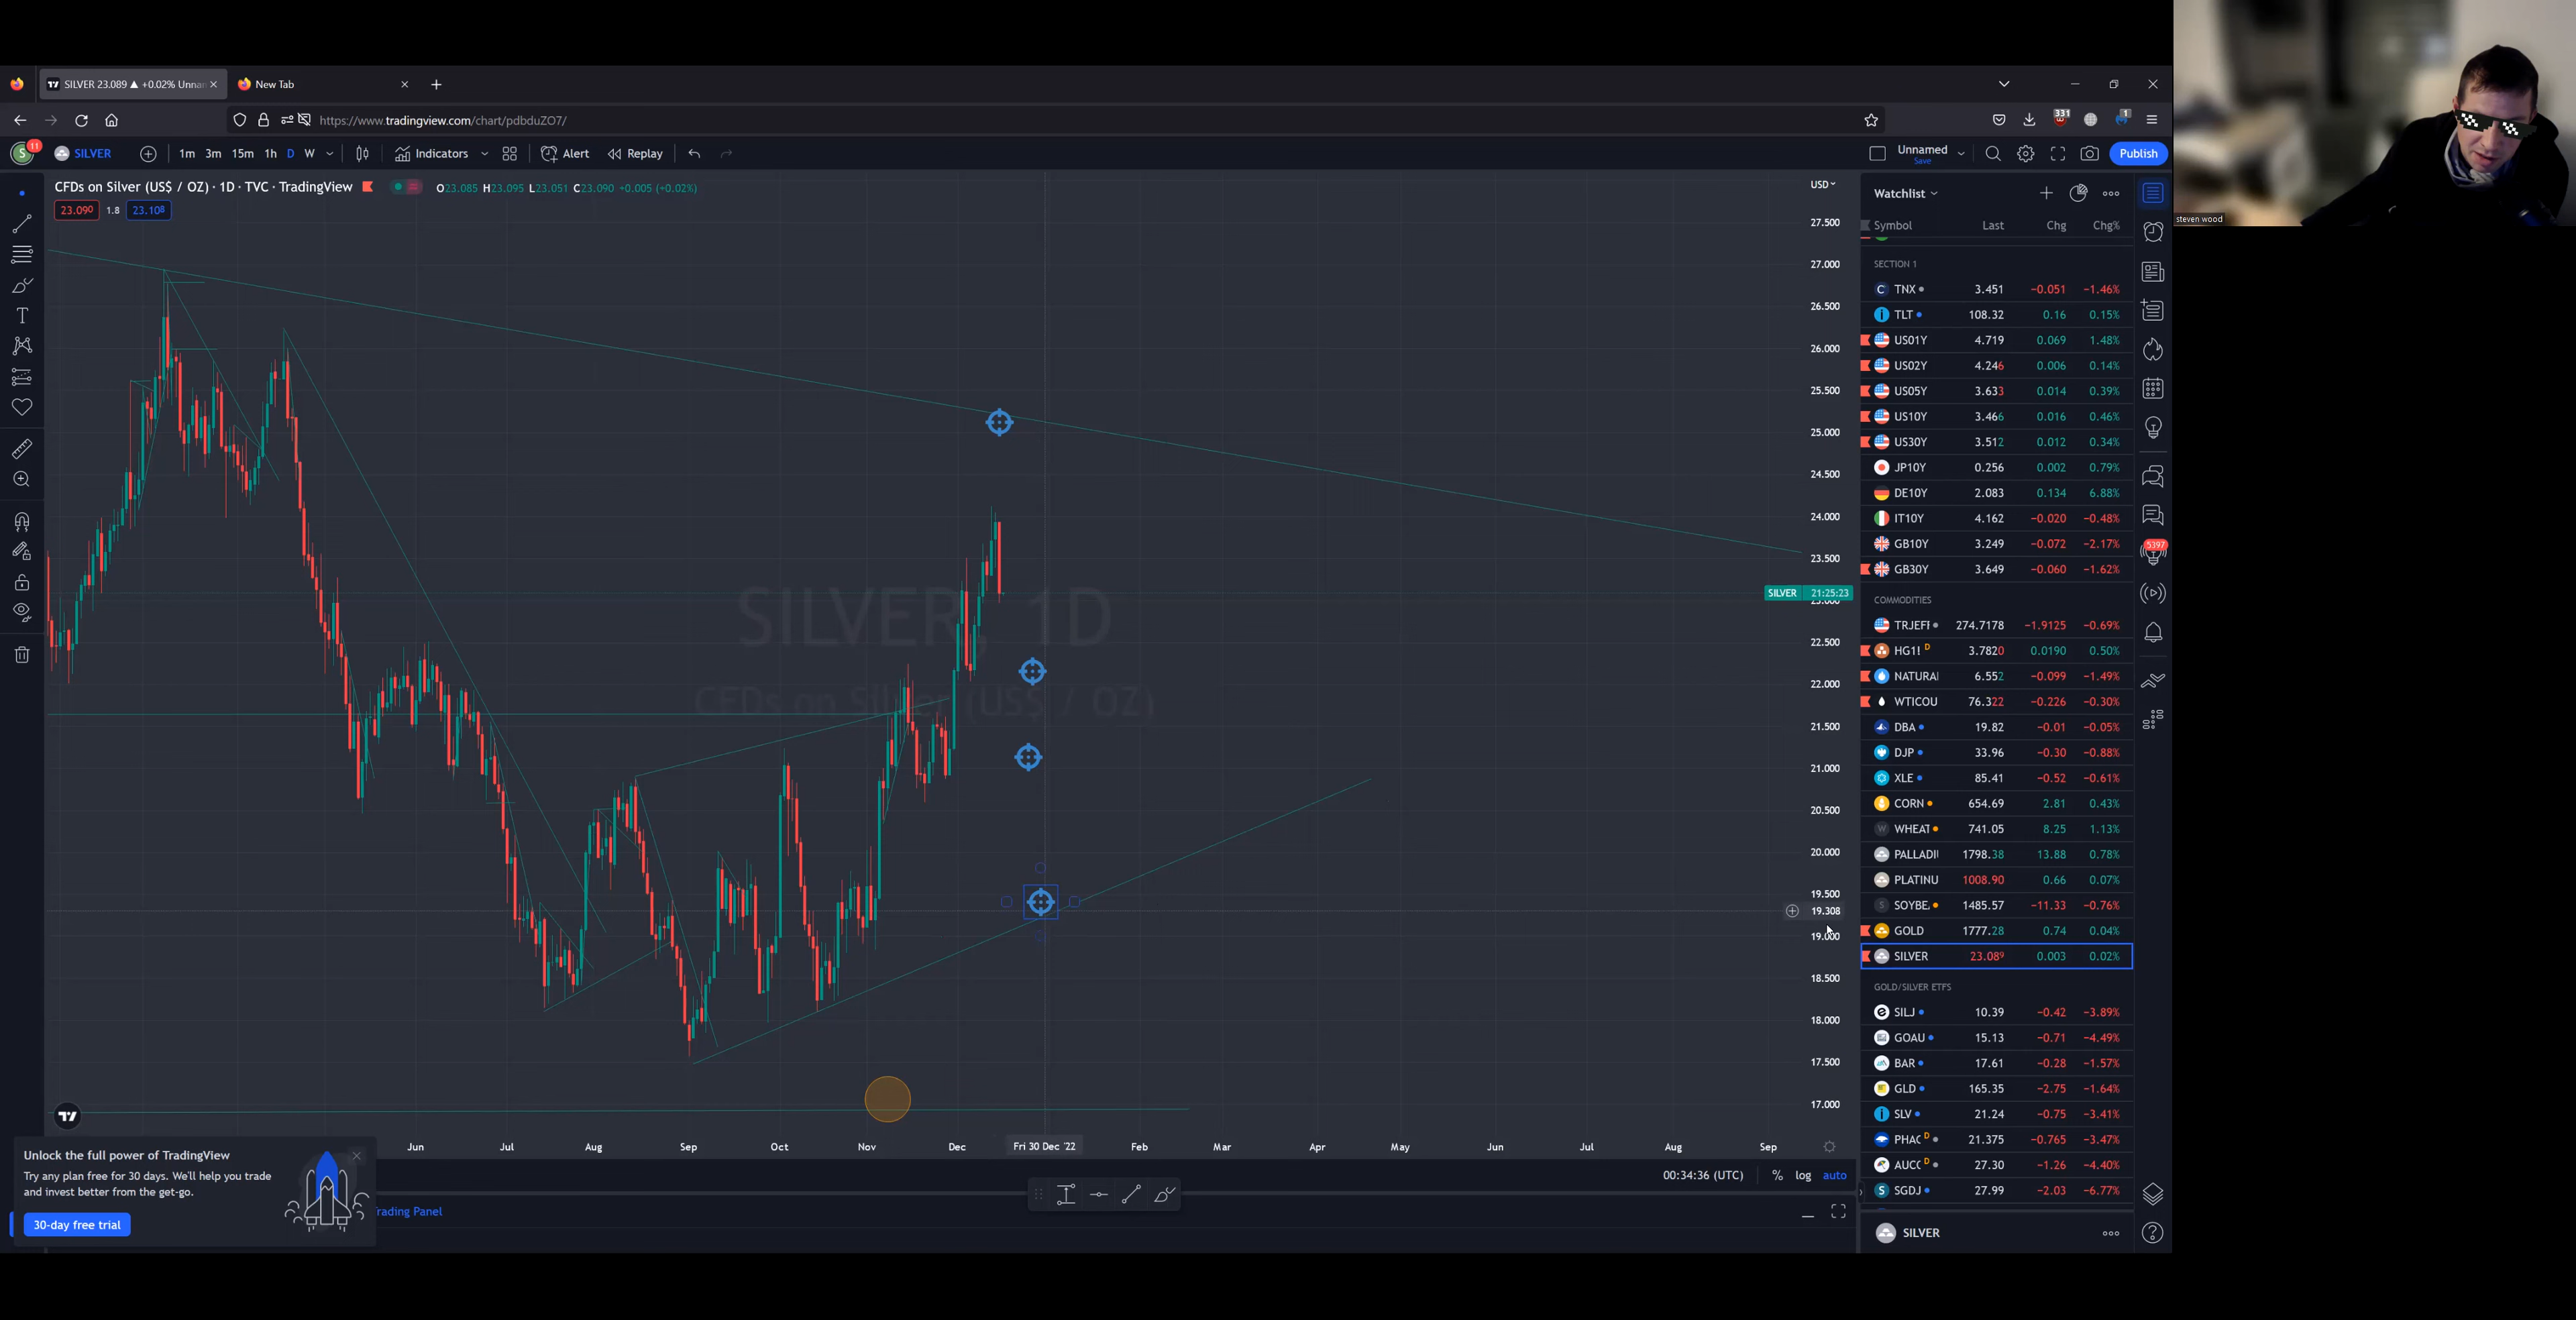 SILVER 23.089 ▲ +0.02% Unnar
New Tab
https://www.tradingview.com/chart/pdbduZO7/
331
1
S
11
SILVER
1m 3m 15m 1h D W
Indicators
Alert
Replay
Unnamed
Save
Publish
CFDs on Silver (US$ / OZ) · 1D · TVC · TradingView
O23.085 H23.095 L23.051 C23.090 +0.005 (+0.02%)
23.090 1.8 23.108
SILVER, 1D
CFDs on Silver (US$ / OZ)
USD
27.500
27.000
26.500
26.000
25.500
25.000
24.500
24.000
23.500
SILVER 21:25:23
23.000
22.500
22.000
21.500
21.000
20.500
20.000
19.500
19.308
19.000
18.500
18.000
17.500
17.000
Jun Jul Aug Sep Oct Nov Dec Fri 30 Dec '22 Feb Mar Apr May Jun Jul Aug Sep
00:34:36 (UTC) % log auto
Unlock the full power of TradingView
Try any plan free for 30 days. We'll help you trade
and invest better from the get-go.
30-day free trial
rading Panel
Watchlist
Symbol Last Chg Chg%
SECTION 1
TNX 3.451 −0.051 −1.46%
TLT 108.32 0.16 0.15%
US01Y 4.719 0.069 1.48%
US02Y 4.246 0.006 0.14%
US05Y 3.633 0.014 0.39%
US10Y 3.466 0.016 0.46%
US30Y 3.512 0.012 0.34%
JP10Y 0.256 0.002 0.79%
DE10Y 2.083 0.134 6.88%
IT10Y 4.162 −0.020 −0.48%
GB10Y 3.249 −0.072 −2.17%
GB30Y 3.649 −0.060 −1.62%
COMMODITIES
TRJEFF 274.7178 −1.9125 −0.69%
HG1! D 3.7820 0.0190 0.50%
NATURAI 6.552 −0.099 −1.49%
WTICOU 76.322 −0.226 −0.30%
DBA 19.82 −0.01 −0.05%
DJP 33.96 −0.30 −0.88%
XLE 85.41 −0.52 −0.61%
CORN 654.69 2.81 0.43%
WHEAT 741.05 8.25 1.13%
PALLADI 1798.38 13.88 0.78%
PLATINU 1008.90 0.66 0.07%
SOYBE 1485.57 −11.33 −0.76%
GOLD 1777.28 0.74 0.04%
SILVER 23.089 0.003 0.02%
GOLD/SILVER ETFS
SILJ 10.39 −0.42 −3.89%
GOAU 15.13 −0.71 −4.49%
BAR 17.61 −0.28 −1.57%
GLD 165.35 −2.75 −1.64%
SLV 21.24 −0.75 −3.41%
PHAG D 21.375 −0.765 −3.47%
AUCO D 27.30 −1.26 −4.40%
SGDJ 27.99 −2.03 −6.77%
SILVER
5397
steven wood